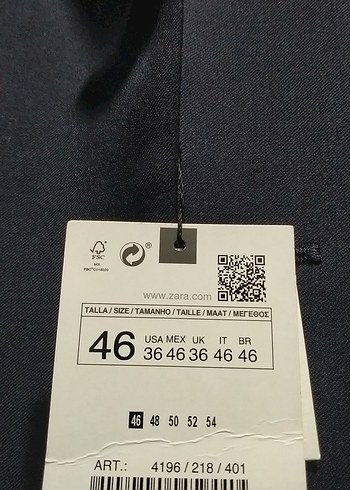 FSC
www.zara.com
TALLA / SIZE / TAMANHO / TAILLE / MAAT / ΜΕΓΕΘΟΣ
46 USA MEX UK IT BR
36 46 36 46 46
46 48 50 52 54
ART.: 4196 / 218 / 401